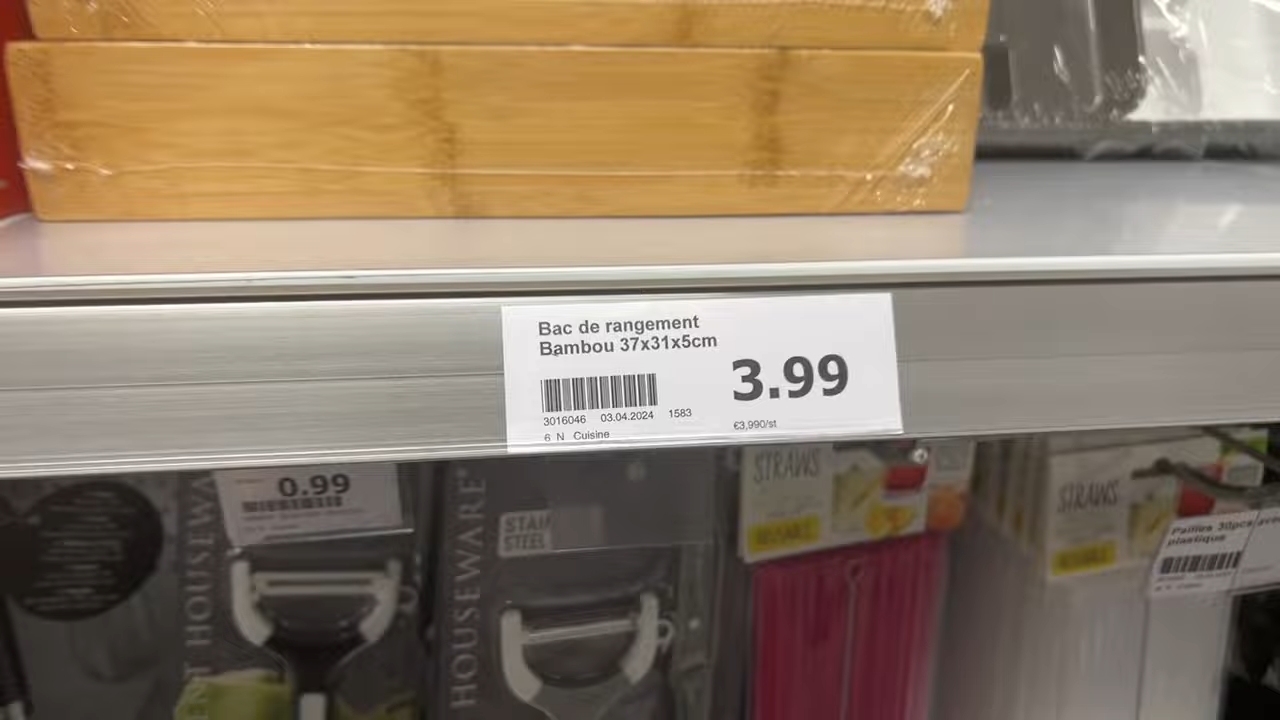 Bac de rangement
Bambou 37x31x5cm
3.99
3016046 03.04.2024 1583
€3,990/st
6 N Cuisine
0.99
HOUSEWARE
HOUSEWARE
STEEL
STRAWS
STRAWS
Pailles 30pcs
plastique